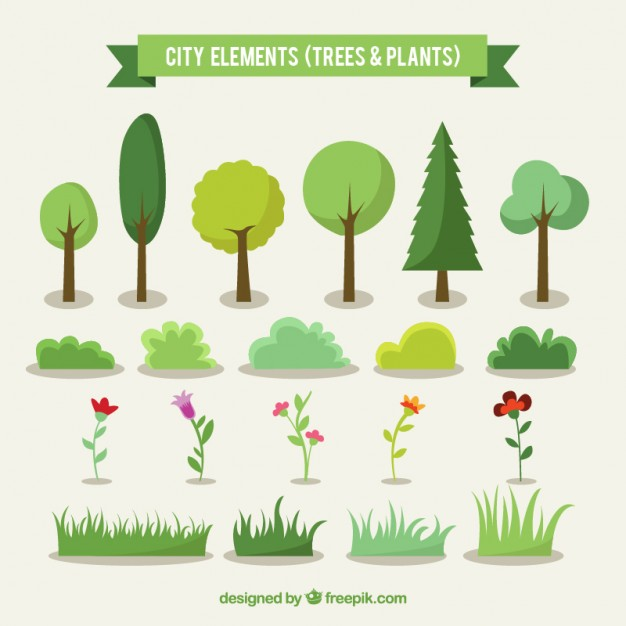 CITY ELEMENTS (TREES & PLANTS)
designed by freepik.com